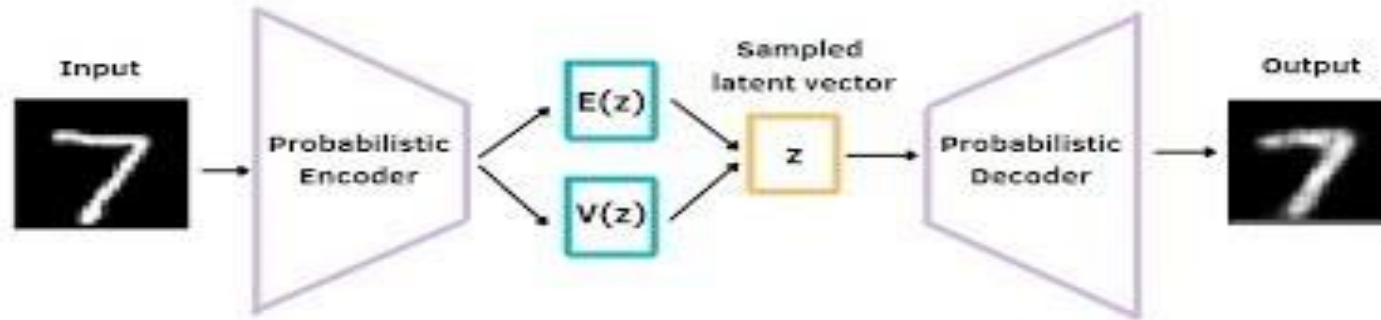 Input
Probabilistic
Encoder
E(z)
V(z)
Sampled
latent vector
z
Probabilistic
Decoder
Output